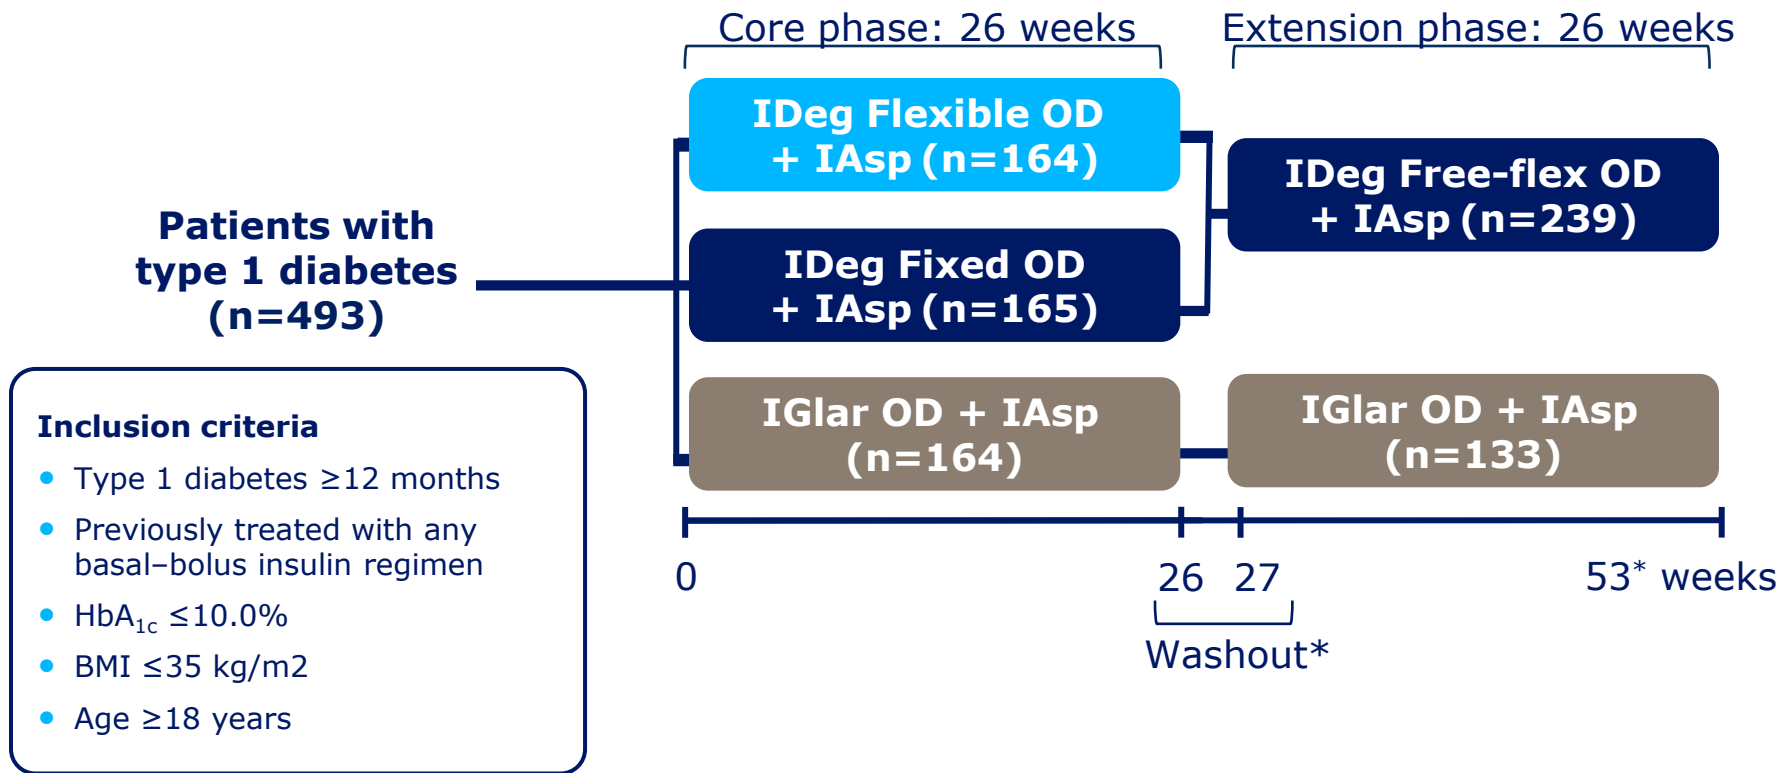 Core phase: 26 weeks
Extension phase: 26 weeks
IDeg Flexible OD
+ IAsp (n=164)
IDeg Free-flex OD
+ IAsp (n=239)
Patients with
type 1 diabetes
(n=493)
IDeg Fixed OD
+ IAsp (n=165)
IGlar OD + IAsp
(n=164)
IGlar OD + IAsp
(n=133)
Inclusion criteria
• Type 1 diabetes ≥12 months
• Previously treated with any
basal–bolus insulin regimen
• HbA1c ≤10.0%
• BMI ≤35 kg/m2
• Age ≥18 years
0
26
27
53* weeks
Washout*